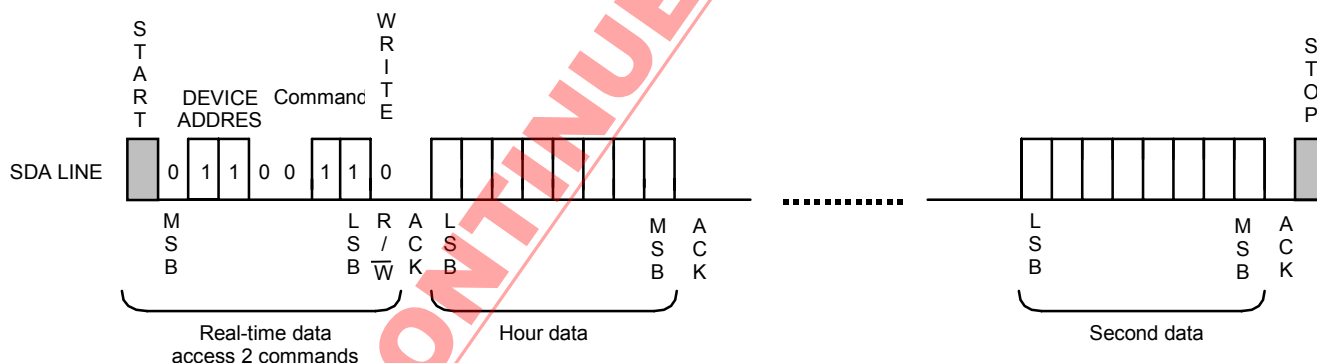 START
WRITE
STOP
DEVICE
ADDRES
Command
SDA LINE
0 1 1 0 0 1 1 0
MSB
LSB
R/W
ACK
LSB
MSB
ACK
LSB
MSB
ACK
Real-time data
access 2 commands
Hour data
Second data
ONTINUE